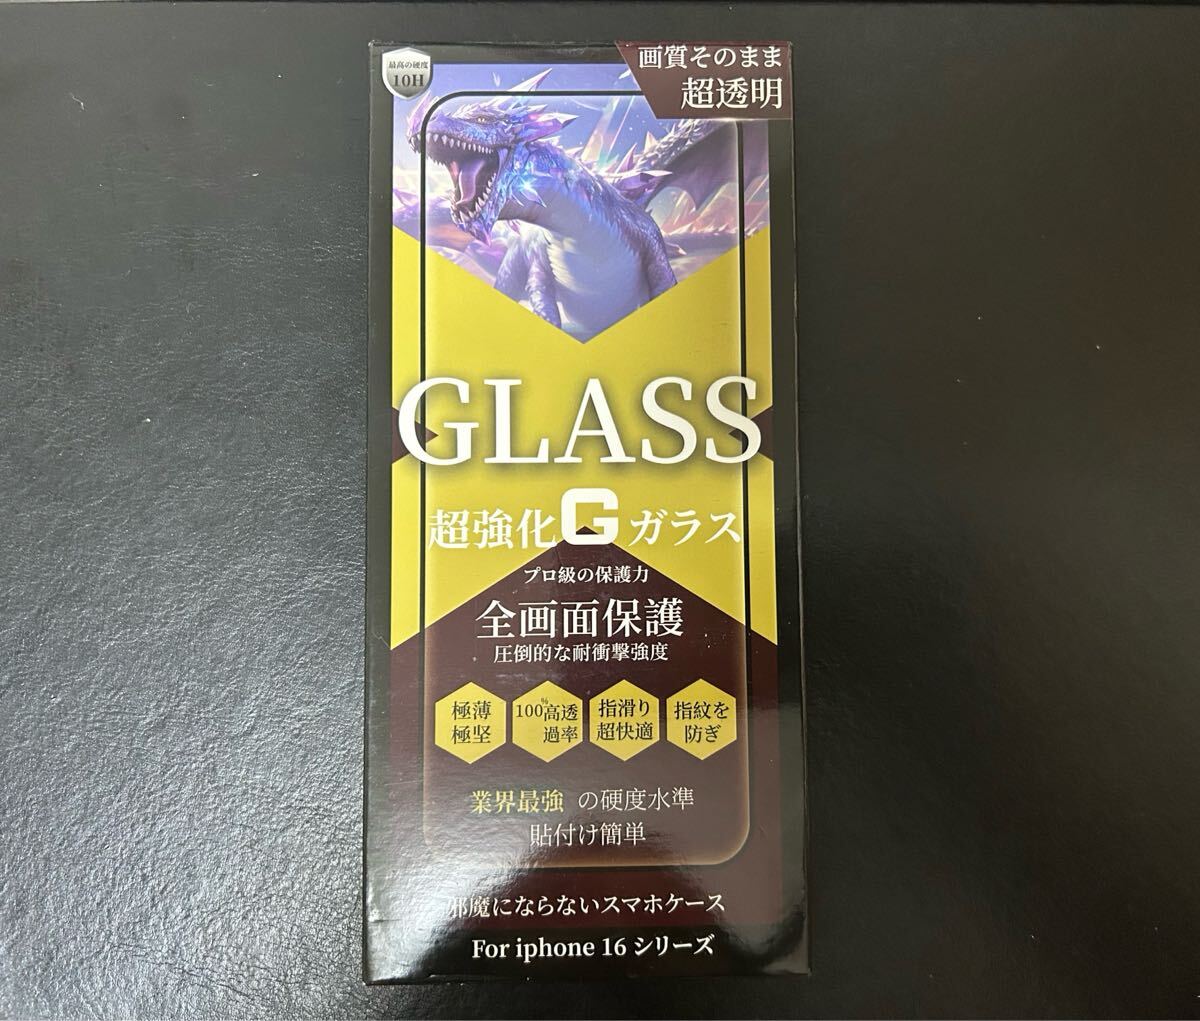 最高の硬度
10H
画質そのまま
超透明
GLASS
超強化Gガラス
プロ級の保護力
全画面保護
圧倒的な耐衝撃強度
極薄
極坚
100%高透
過率
指滑り
超快適
指紋を
防ぎ
業界最強 の硬度水準
貼付け簡単
邪魔にならないスマホケース
For iphone 16 シリーズ